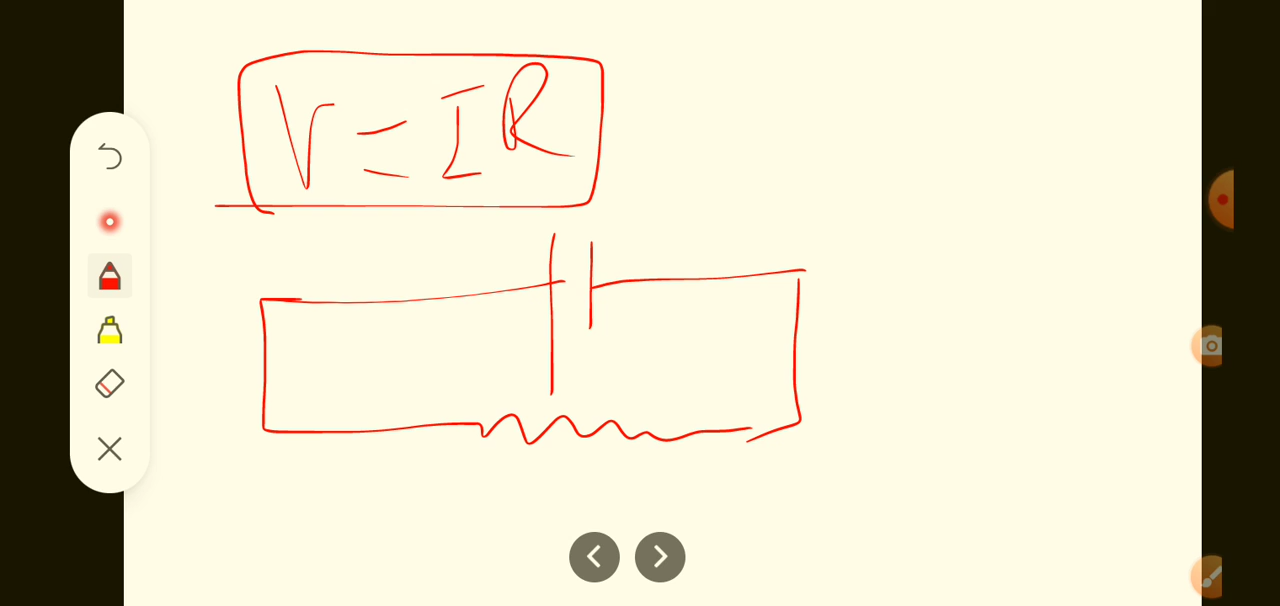 V = IR